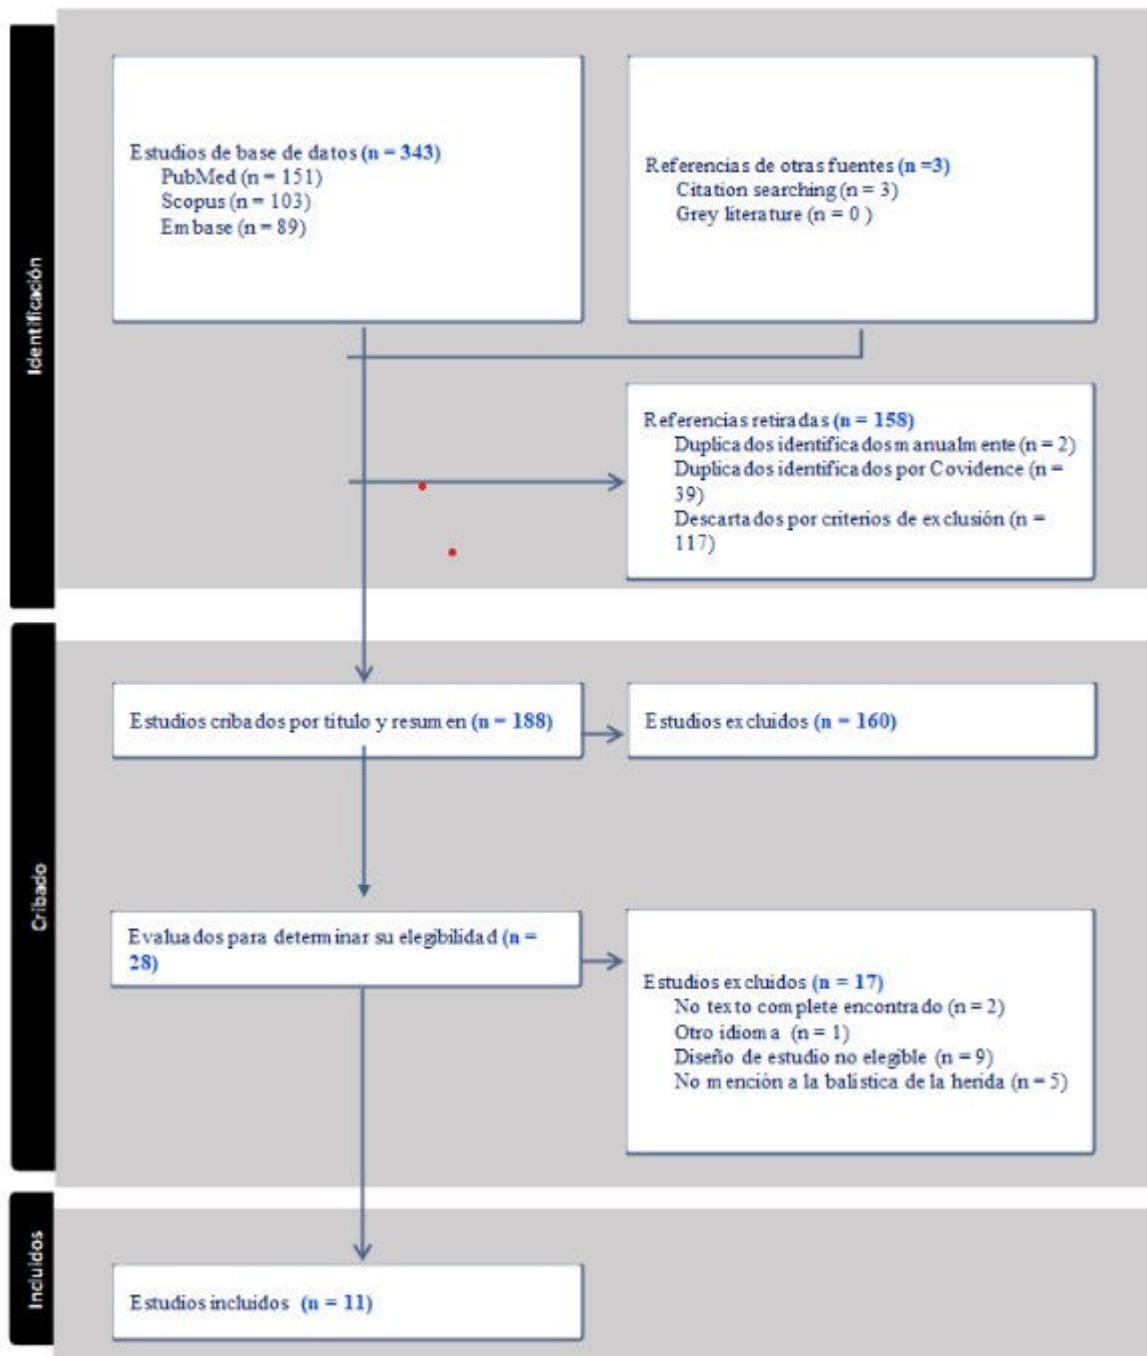 Identificación
Estudios de base de datos (n = 343)
PubMed (n = 151)
Scopus (n = 103)
Embase (n = 89)
Referencias de otras fuentes (n =3)
Citation searching (n = 3)
Grey literature (n = 0 )
Referencias retiradas (n = 158)
Duplicados identificados manualmente (n = 2)
Duplicados identificados por Covidence (n =
39)
Descartados por criterios de exclusión (n =
117)
Cribado
Estudios cribados por titulo y resumen (n = 188)
Estudios excluidos (n = 160)
Evaluados para determinar su elegibilidad (n =
28)
Estudios excluidos (n = 17)
No texto complete encontrado (n = 2)
Otro idioma (n = 1)
Diseño de estudio no elegible (n = 9)
No mención a la balística de la herida (n = 5)
Incluidos
Estudios incluidos (n = 11)